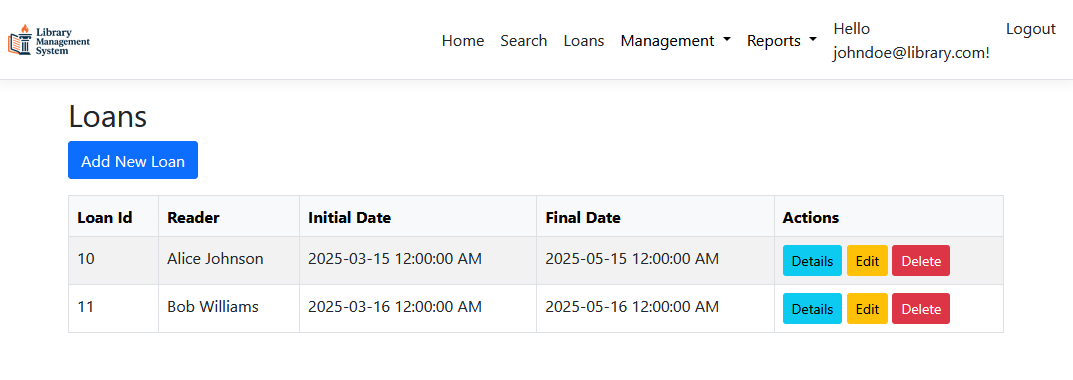 Library
Management
System
Home Search Loans Management Reports Hello johndoe@library.com! Logout
Loans
Add New Loan
Loan Id Reader Initial Date Final Date Actions
10 Alice Johnson 2025-03-15 12:00:00 AM 2025-05-15 12:00:00 AM Details Edit Delete
11 Bob Williams 2025-03-16 12:00:00 AM 2025-05-16 12:00:00 AM Details Edit Delete